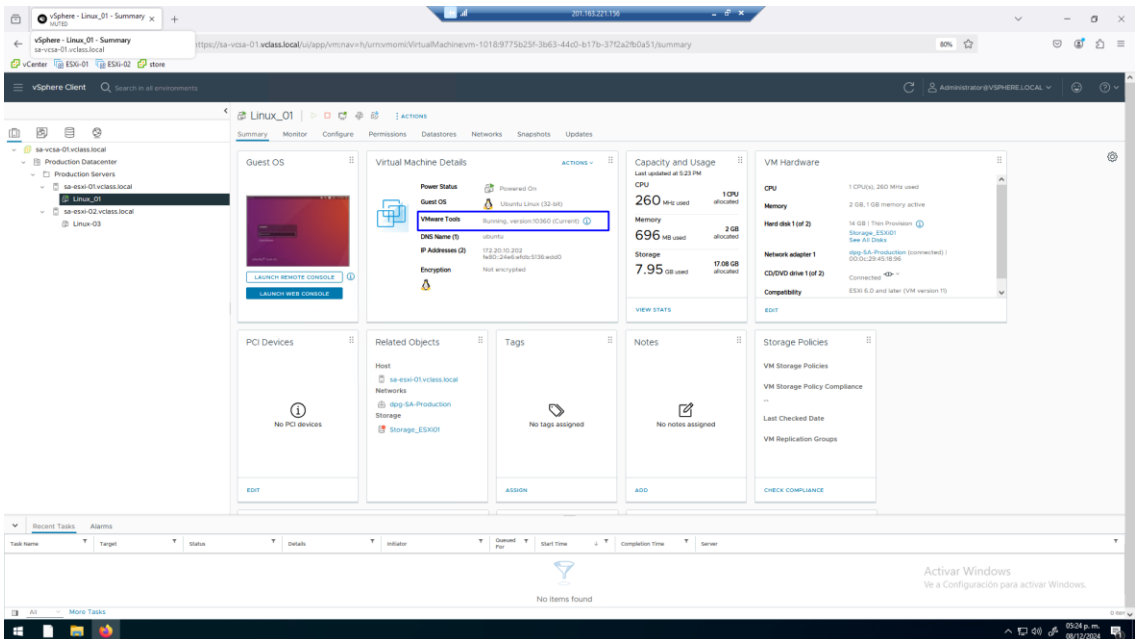 vSphere - Linux_01 - Summary
MUTED
201.163.221.156
vSphere - Linux_01 - Summary
sa-vcsa-01.vclass.local
https://sa-vcsa-01.vclass.local/ui/app/vm;nav=h/urn:vmomi:VirtualMachine:vm-1018:9775b25f-3b63-44c0-b17b-37f2a2fb0a51/summary
80%
vCenter ESXi-01 ESXi-02 store
vSphere Client
Search in all environments
Administrator@VSPHERE.LOCAL
Linux_01
ACTIONS
Summary Monitor Configure Permissions Datastores Networks Snapshots Updates
sa-vcsa-01.vclass.local
Production Datacenter
Production Servers
sa-esxi-01.vclass.local
Linux_01
sa-esxi-02.vclass.local
Linux-03
Guest OS
LAUNCH REMOTE CONSOLE
LAUNCH WEB CONSOLE
Virtual Machine Details
ACTIONS
Power Status Powered On
Guest OS Ubuntu Linux (32-bit)
VMware Tools Running, version:10360 (Current)
DNS Name (1) ubuntu
IP Addresses (2) 172.20.10.202
Encryption Not encrypted
Capacity and Usage
Last updated at 5:23 PM
CPU
260 MHz used
1 CPU
allocated
Memory
696 MB used
2 GB
allocated
Storage
7.95 GB used
17.08 GB
allocated
VIEW STATS
VM Hardware
CPU 1 CPU(s), 260 MHz used
Memory 2 GB, 1 GB memory active
Hard disk 1 (of 2) 14 GB | Thin Provision
Storage_ESXi01
See All Disks
Network adapter 1 dpg-SA-Production (connected) |
00:0c:29:45:18:96
CD/DVD drive 1 (of 2) Connected
Compatibility ESXi 6.0 and later (VM version 11)
EDIT
PCI Devices
No PCI devices
EDIT
Related Objects
Host
sa-esxi-01.vclass.local
Networks
dpg-SA-Production
Storage
Storage_ESXi01
Tags
No tags assigned
ASSIGN
Notes
No notes assigned
ADD
Storage Policies
VM Storage Policies
VM Storage Policy Compliance
--
Last Checked Date
VM Replication Groups
CHECK COMPLIANCE
Recent Tasks Alarms
Task Name Target Status Details Initiator Queued For Start Time Completion Time Server
No items found
Activar Windows
Ve a Configuración para activar Windows.
All More Tasks
05:24 p. m.
08/12/2024